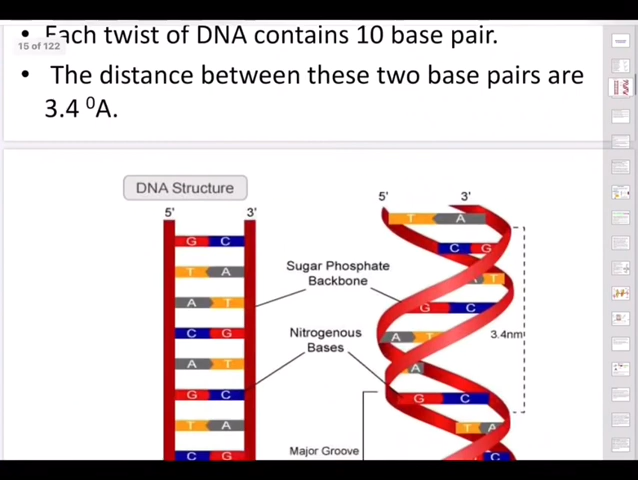 • Each twist of DNA contains 10 base pair.
15 of 122
• The distance between these two base pairs are
3.4 ⁰A.
DNA Structure
5' 3'
G C
T A
A T
C G
A T
G C
T A
C G
Sugar Phosphate
Backbone
Nitrogenous
Bases
Major Groove
5' 3'
T A
C G
T
G C
3.4nm
A T
A
G C
T A
C